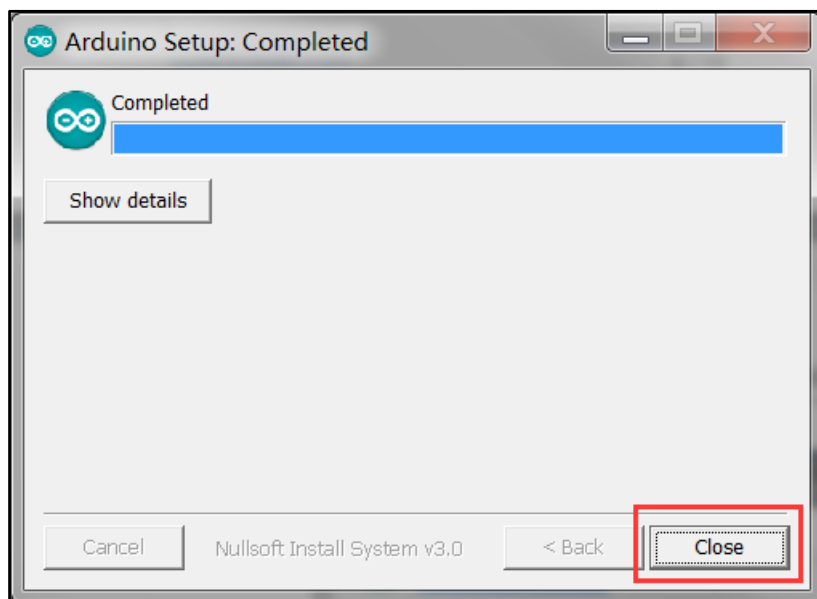 Arduino Setup: Completed
Completed
Show details
Cancel
Nullsoft Install System v3.0
< Back
Close